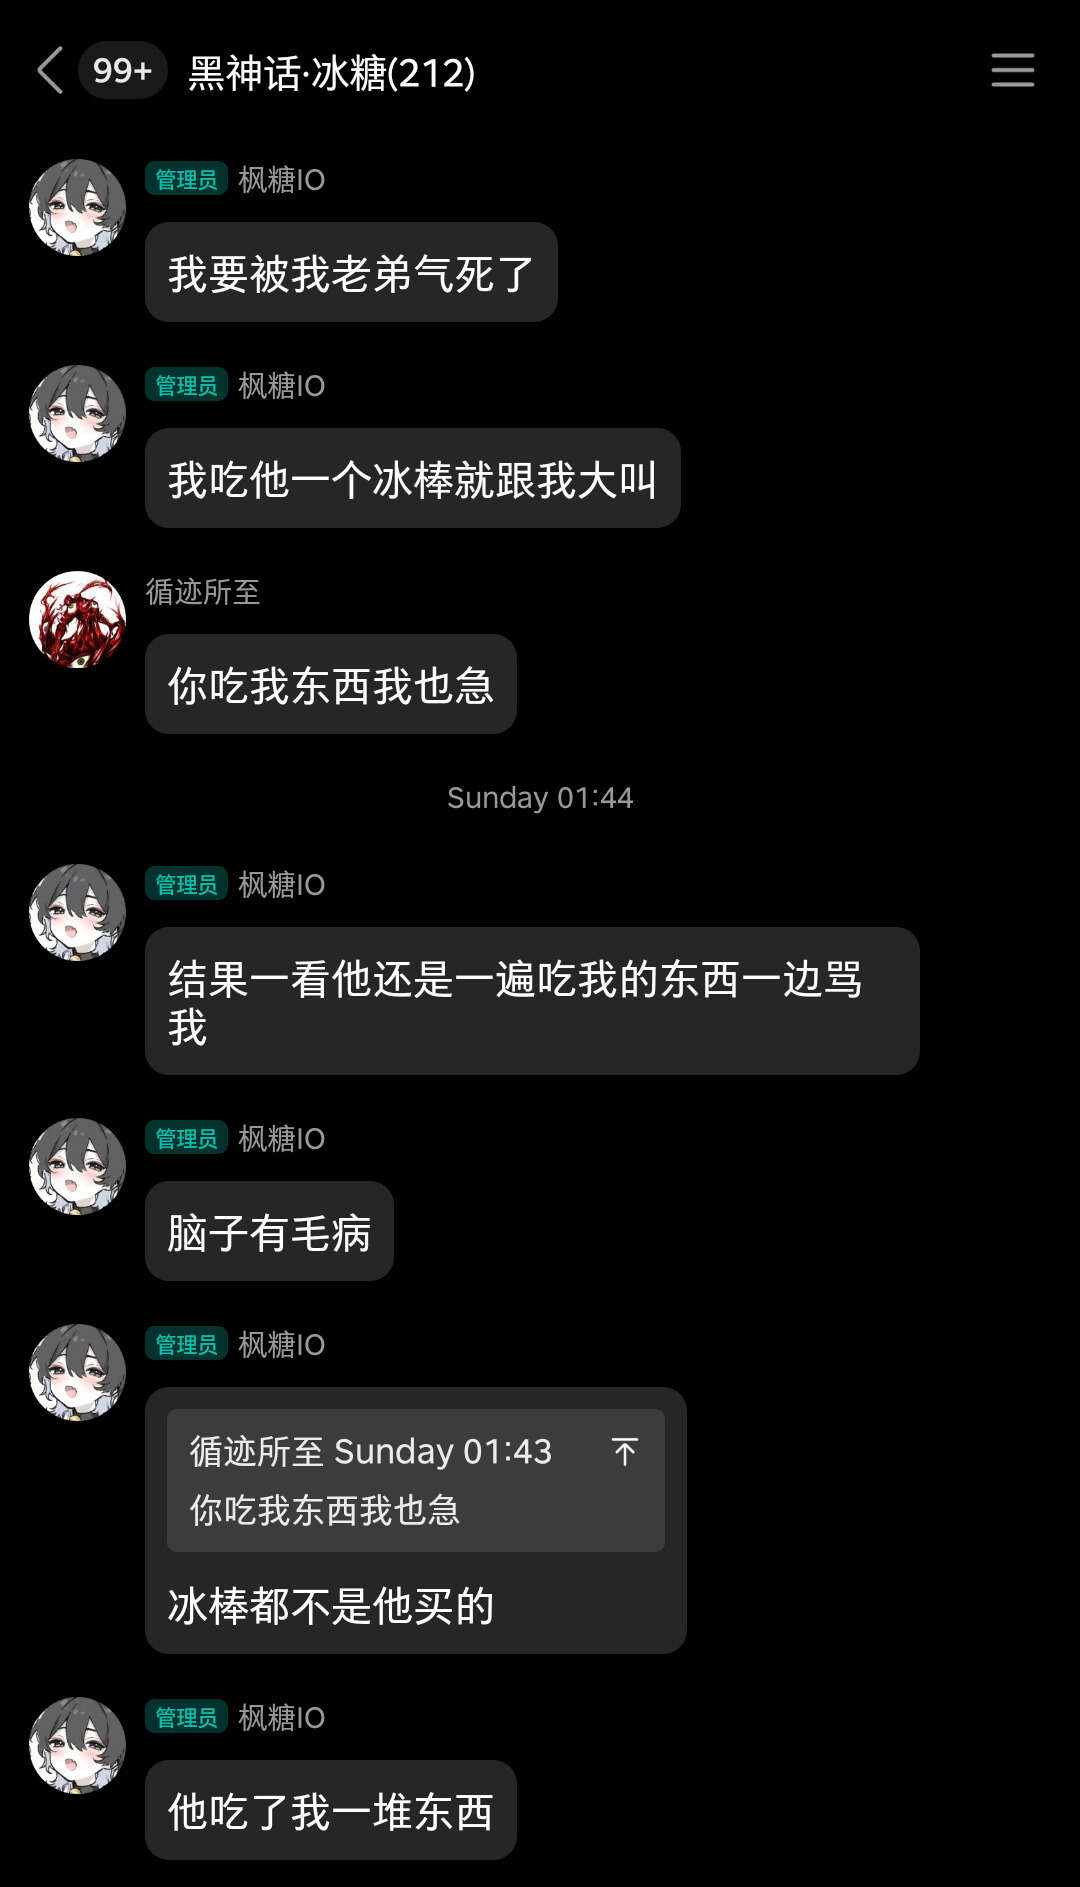 99+
黑神话·冰糖(212)
管理员 枫糖IO
我要被我老弟气死了
管理员 枫糖IO
我吃他一个冰棒就跟我大叫
循迹所至
你吃我东西我也急
Sunday 01:44
管理员 枫糖IO
结果一看他还是一遍吃我的东西一边骂
我
管理员 枫糖IO
脑子有毛病
管理员 枫糖IO
循迹所至 Sunday 01:43
你吃我东西我也急
冰棒都不是他买的
管理员 枫糖IO
他吃了我一堆东西